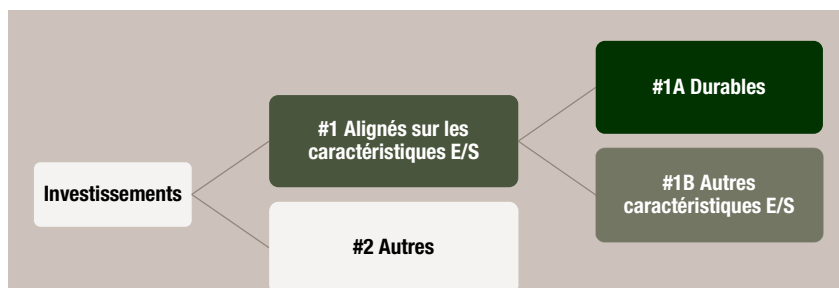 Investissements
#1 Alignés sur les
caractéristiques E/S
#2 Autres
#1A Durables
#1B Autres
caractéristiques E/S